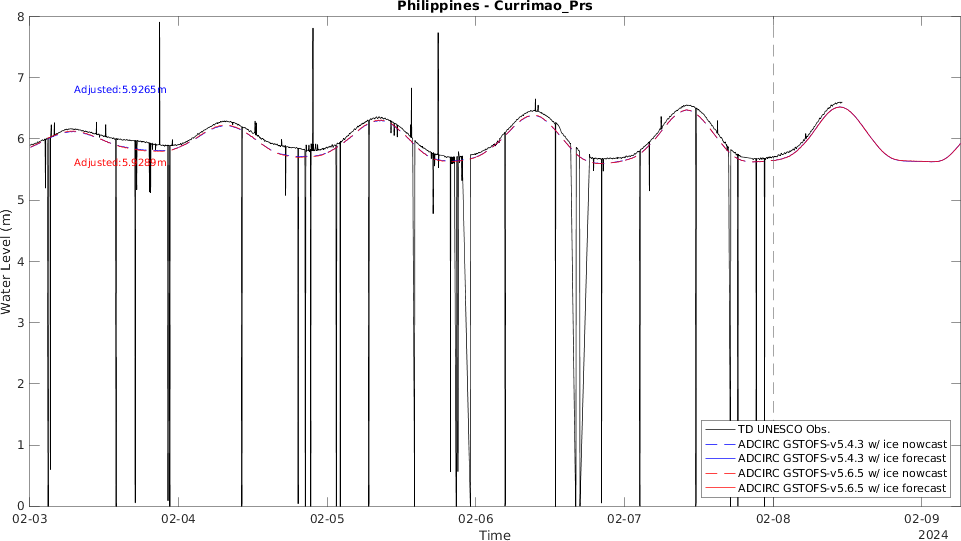 Philippines - Currimao_Prs
8
7
6
5
4
3
2
1
0
Water Level (m)
Adjusted:5.9265m
Adjusted:5.9289m
TD UNESCO Obs.
ADCIRC GSTOFS-v5.4.3 w/ ice nowcast
ADCIRC GSTOFS-v5.4.3 w/ ice forecast
ADCIRC GSTOFS-v5.6.5 w/ ice nowcast
ADCIRC GSTOFS-v5.6.5 w/ ice forecast
02-03 02-04 02-05 02-06 02-07 02-08 02-09
Time
2024